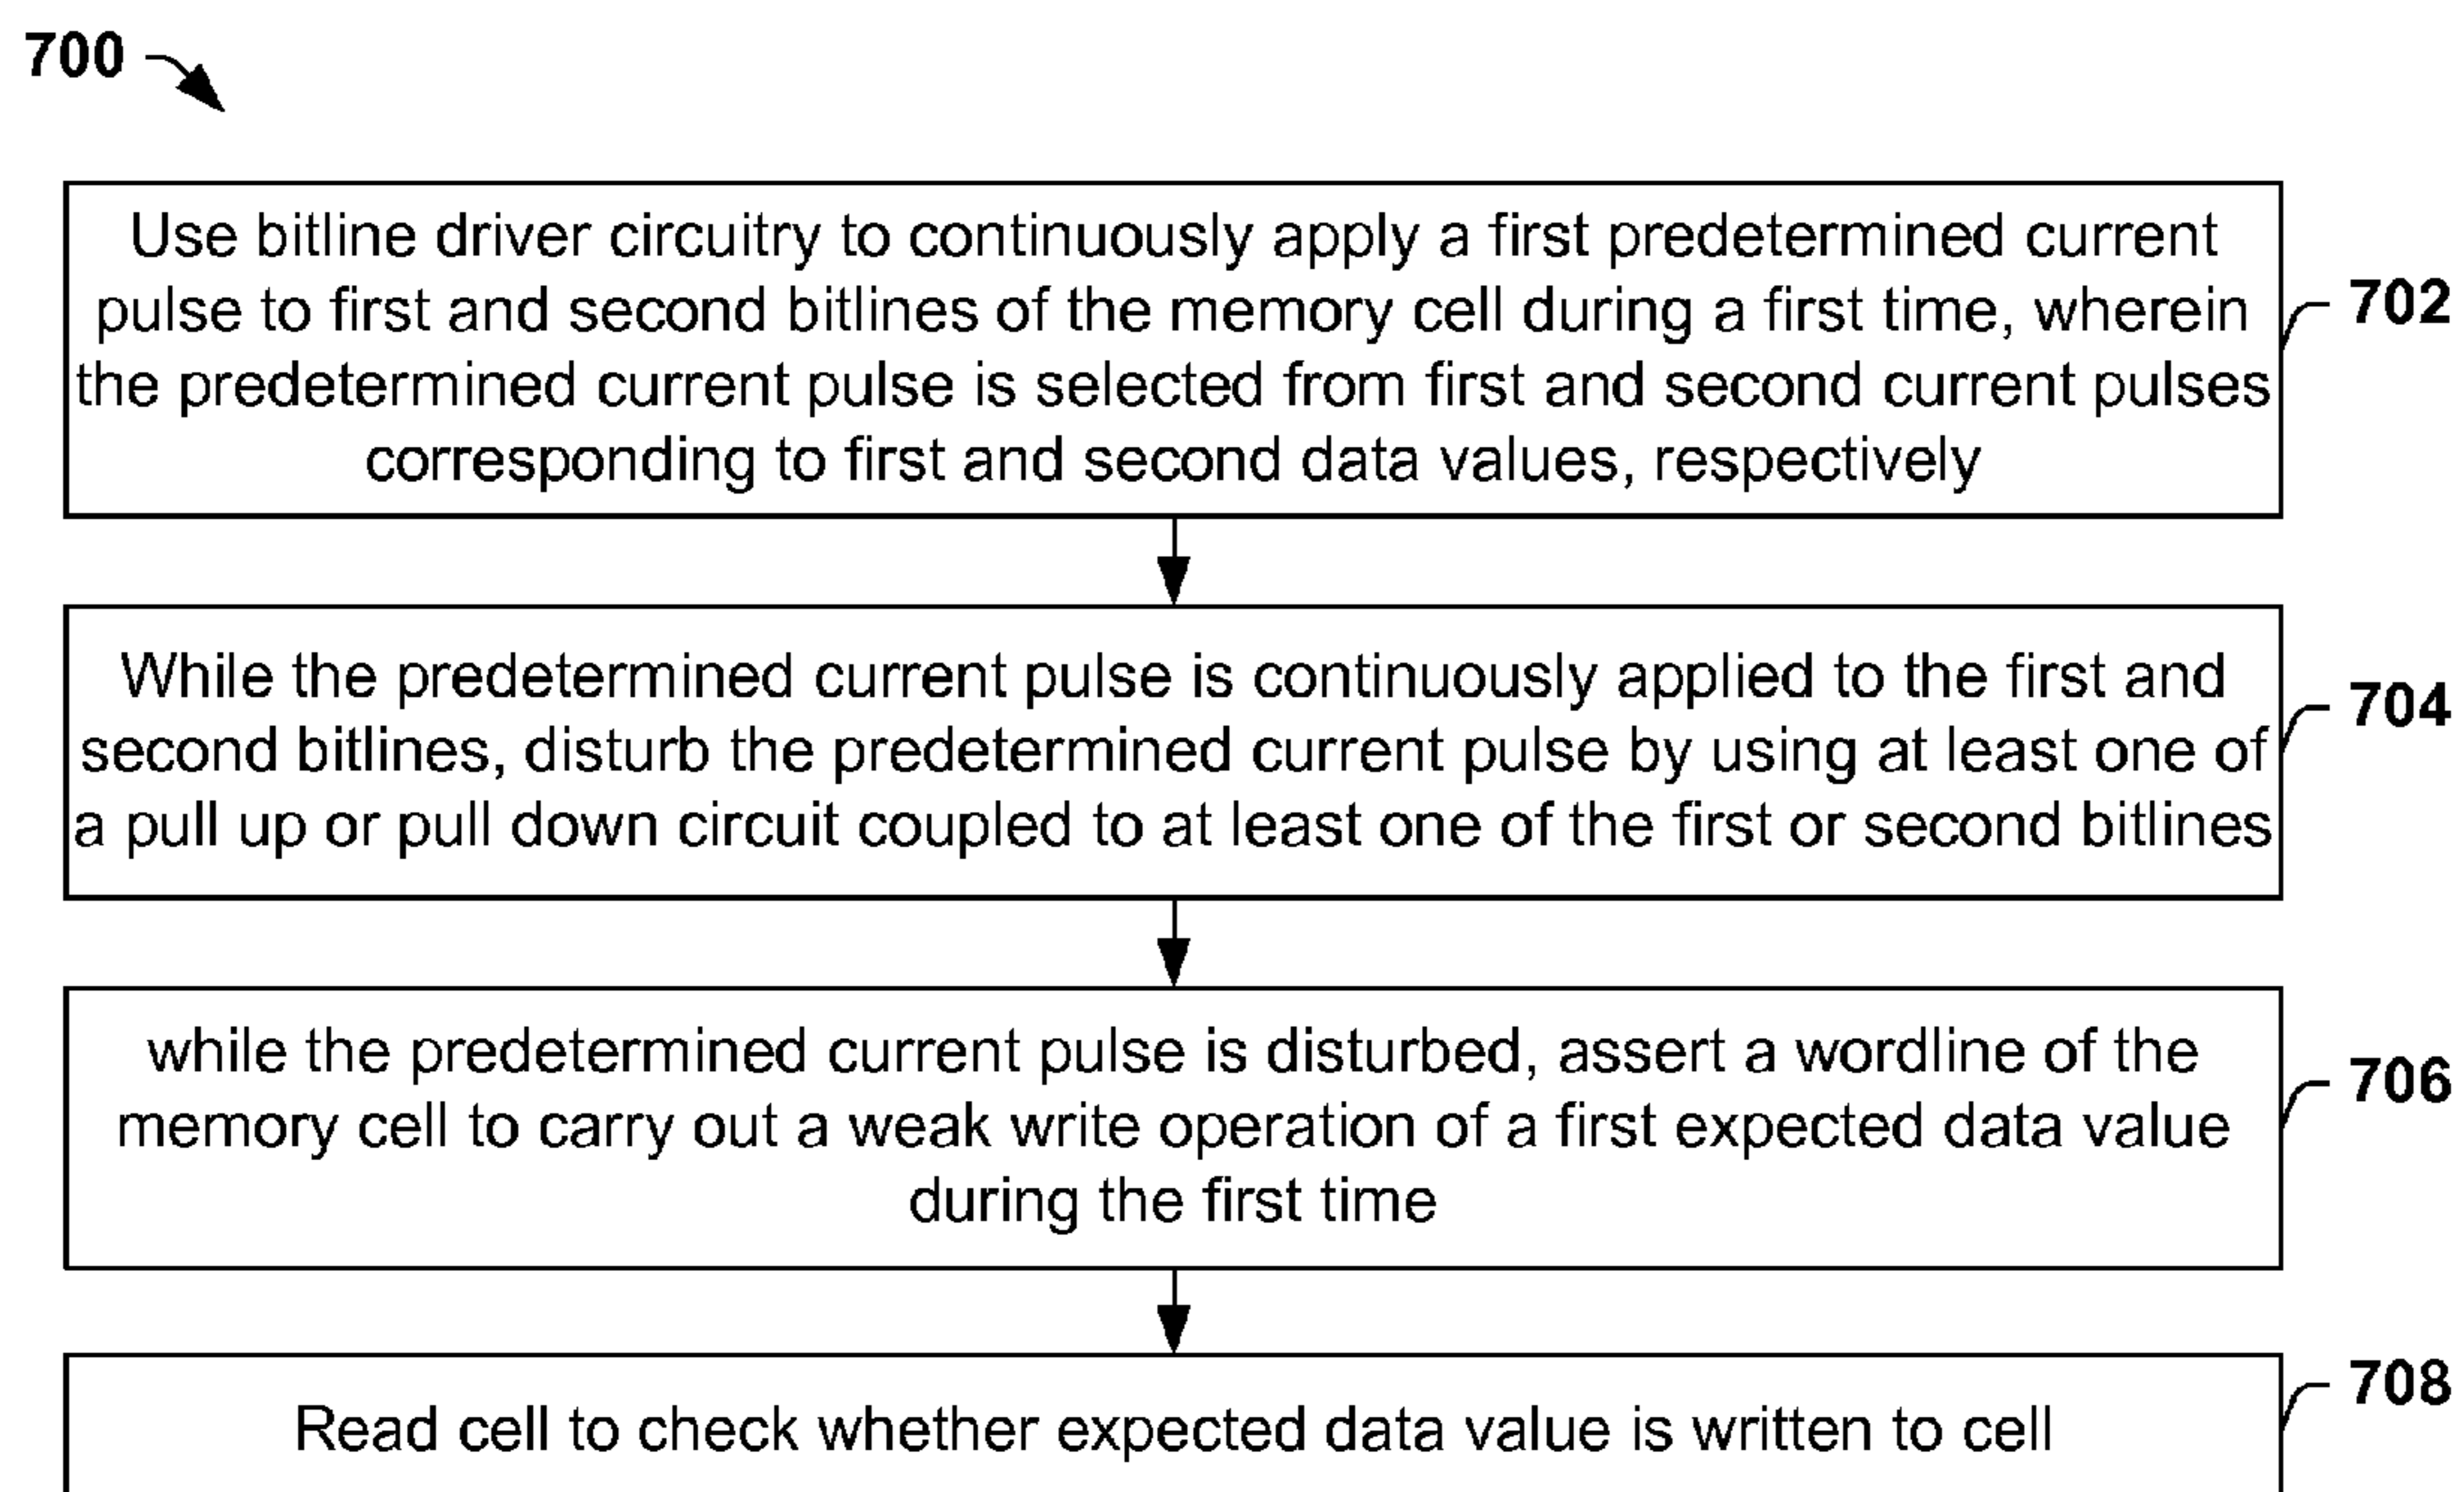 700
Use bitline driver circuitry to continuously apply a first predetermined current
pulse to first and second bitlines of the memory cell during a first time, wherein
the predetermined current pulse is selected from first and second current pulses
corresponding to first and second data values, respectively
702
While the predetermined current pulse is continuously applied to the first and
second bitlines, disturb the predetermined current pulse by using at least one of
a pull up or pull down circuit coupled to at least one of the first or second bitlines
704
while the predetermined current pulse is disturbed, assert a wordline of the
memory cell to carry out a weak write operation of a first expected data value
during the first time
706
Read cell to check whether expected data value is written to cell
708